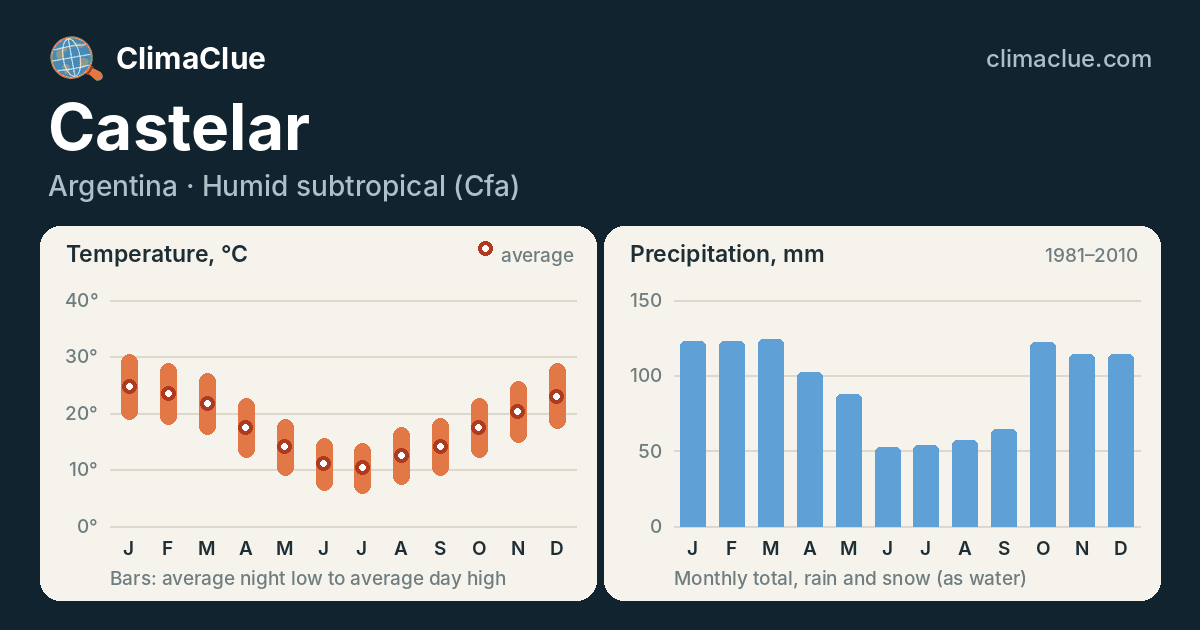 ClimaClue
climaclue.com
Castelar
Argentina · Humid subtropical (Cfa)
Temperature, °C
average
40°
30°
20°
10°
0°
J F M A M J J A S O N D
Bars: average night low to average day high
Precipitation, mm
1981–2010
150
100
50
0
J F M A M J J A S O N D
Monthly total, rain and snow (as water)